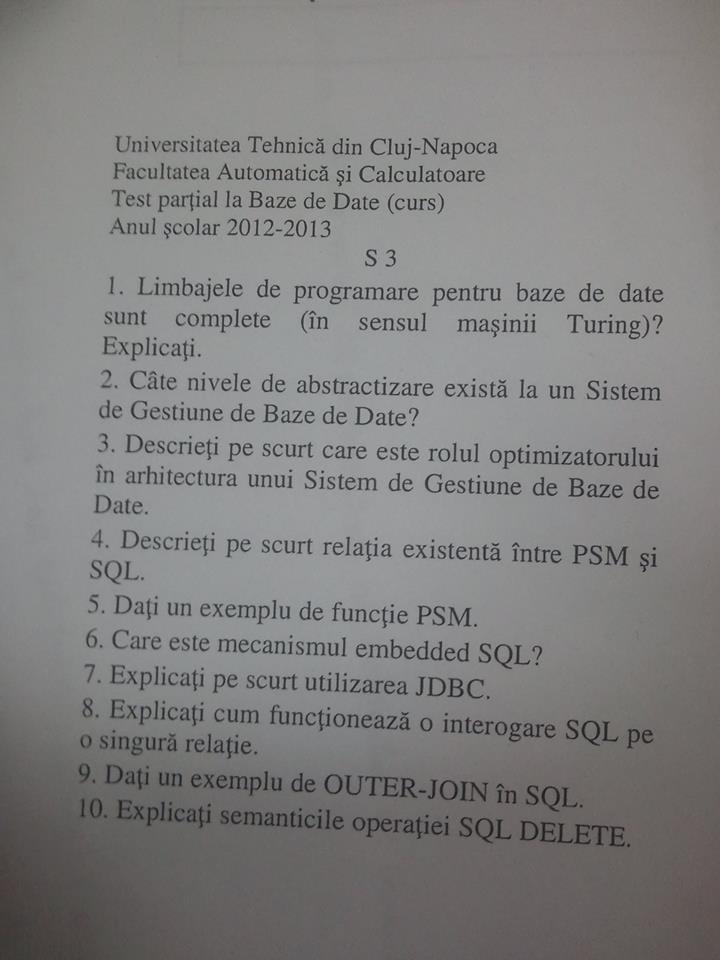 Universitatea Tehnică din Cluj-Napoca
Facultatea Automatică şi Calculatoare
Test parţial la Baze de Date (curs)
Anul şcolar 2012-2013
S 3
1. Limbajele de programare pentru baze de date
sunt complete (în sensul maşinii Turing)?
Explicaţi.
2. Câte nivele de abstractizare există la un Sistem
de Gestiune de Baze de Date?
3. Descrieţi pe scurt care este rolul optimizatorului
în arhitectura unui Sistem de Gestiune de Baze de
Date.
4. Descrieţi pe scurt relaţia existentă între PSM şi
SQL.
5. Daţi un exemplu de funcţie PSM.
6. Care este mecanismul embedded SQL?
7. Explicaţi pe scurt utilizarea JDBC.
8. Explicaţi cum funcţionează o interogare SQL pe
o singură relaţie.
9. Daţi un exemplu de OUTER-JOIN în SQL.
10. Explicaţi semanticile operaţiei SQL DELETE.